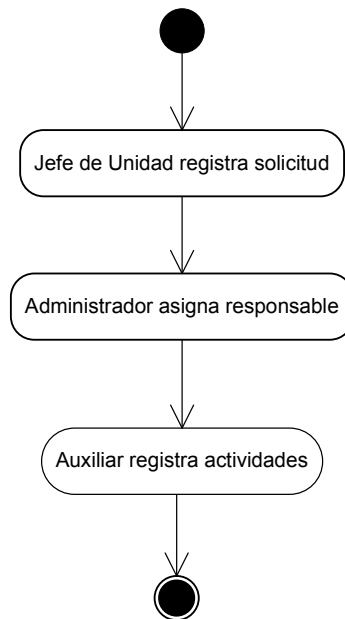 Jefe de Unidad registra solicitud
Administrador asigna responsable
Auxiliar registra actividades